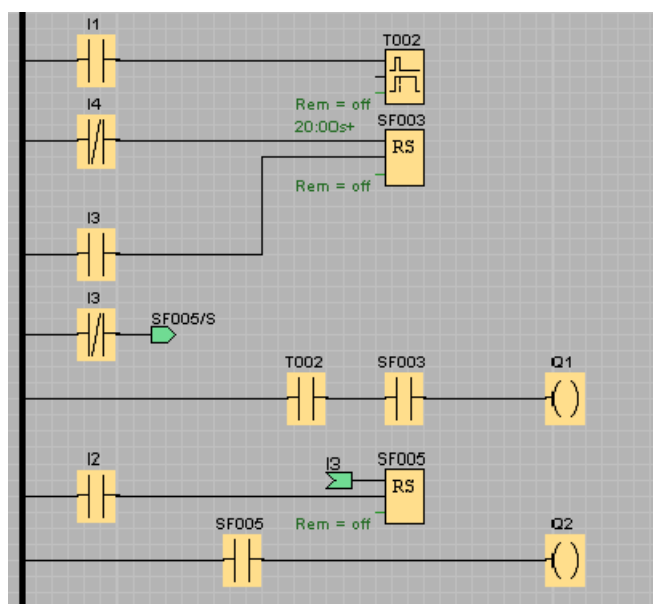 I1
T002
Rem = off
20:00s+
I4
SF003
RS
Rem = off
I3
I3
SF005/S
T002
SF003
Q1
I2
I3
SF005
RS
Rem = off
SF005
Q2